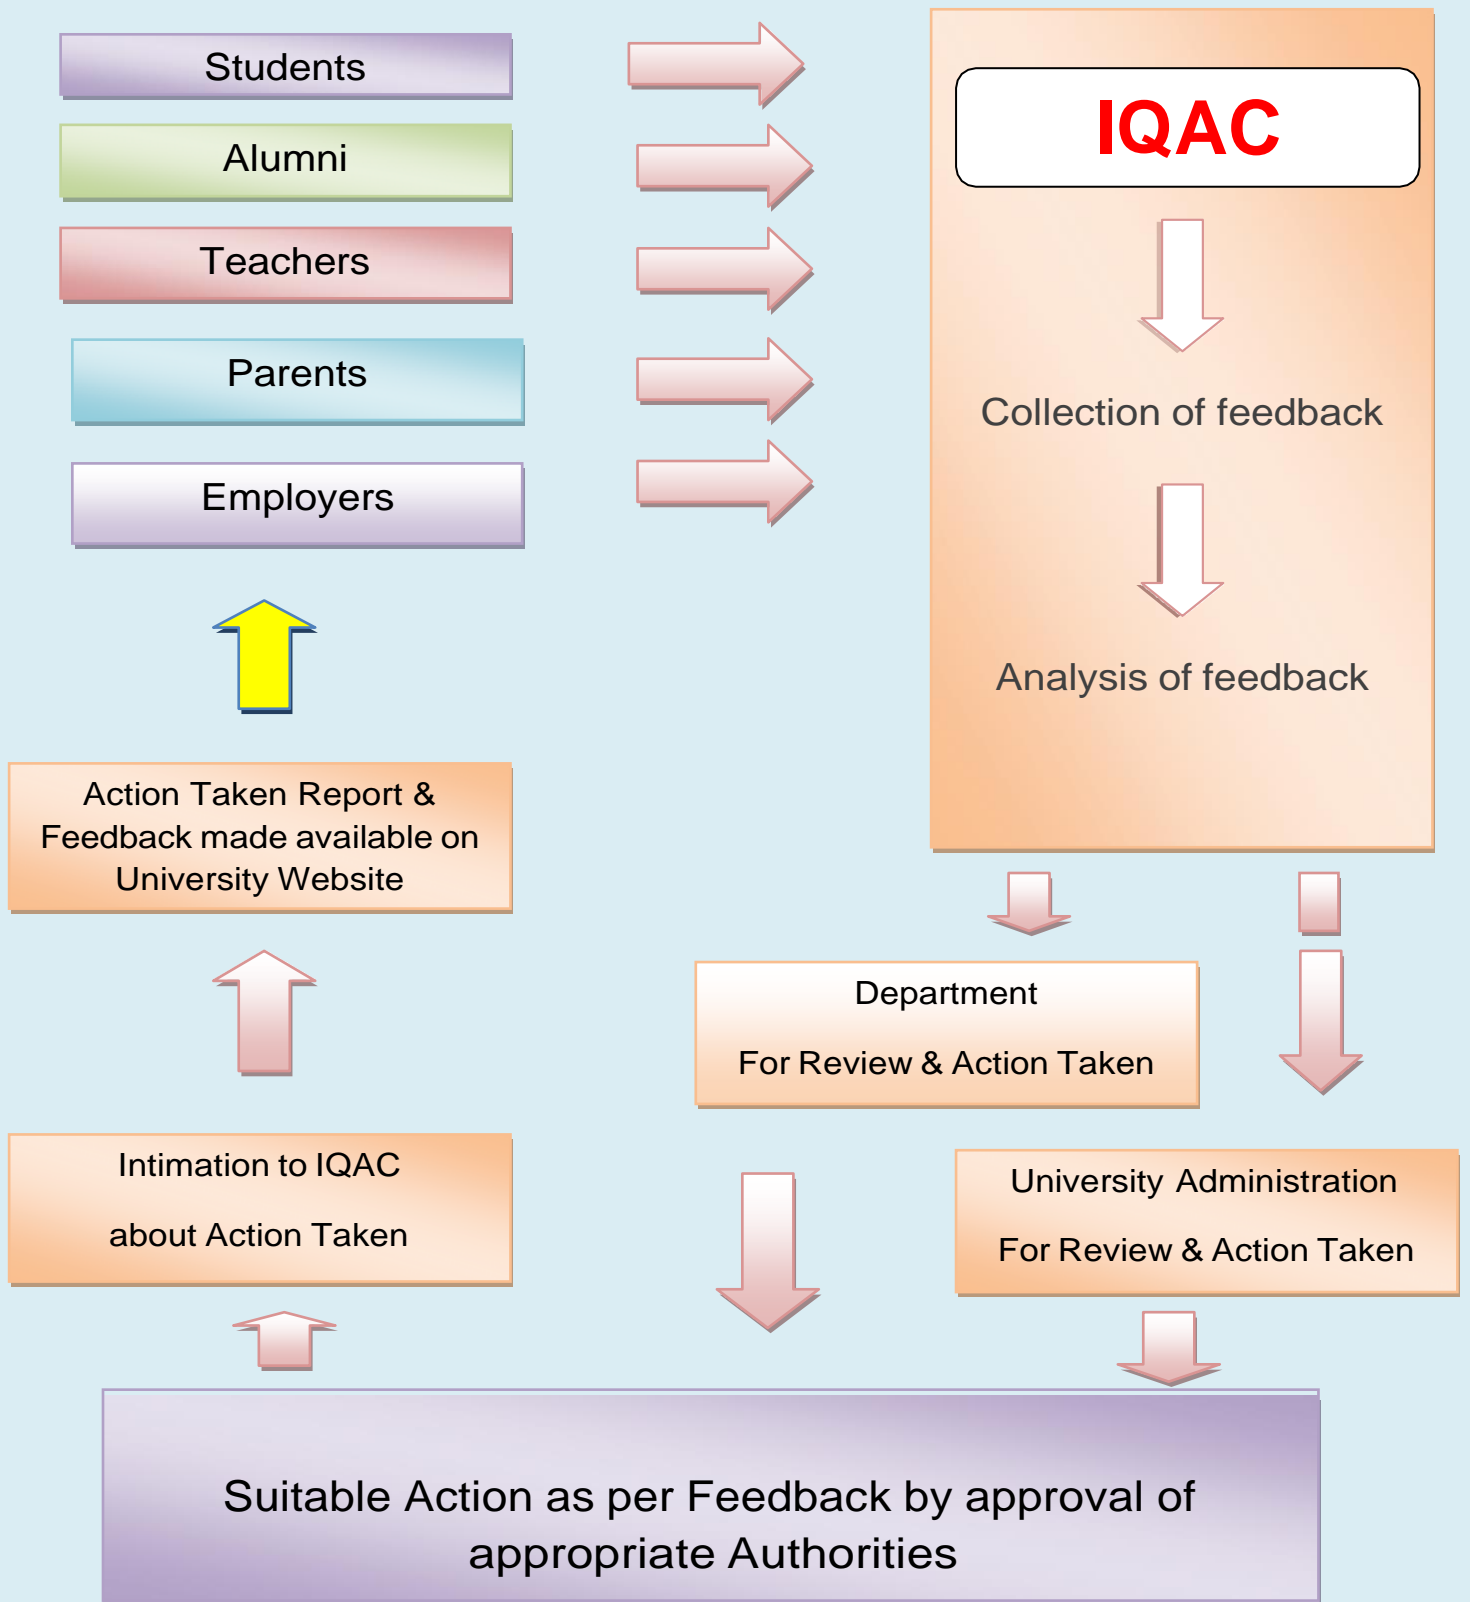 Students
Alumni
Teachers
Parents
Employers
IQAC
Collection of feedback
Analysis of feedback
Department
For Review & Action Taken
University Administration
For Review & Action Taken
Suitable Action as per Feedback by approval of
appropriate Authorities
Intimation to IQAC
about Action Taken
Action Taken Report &
Feedback made available on
University Website